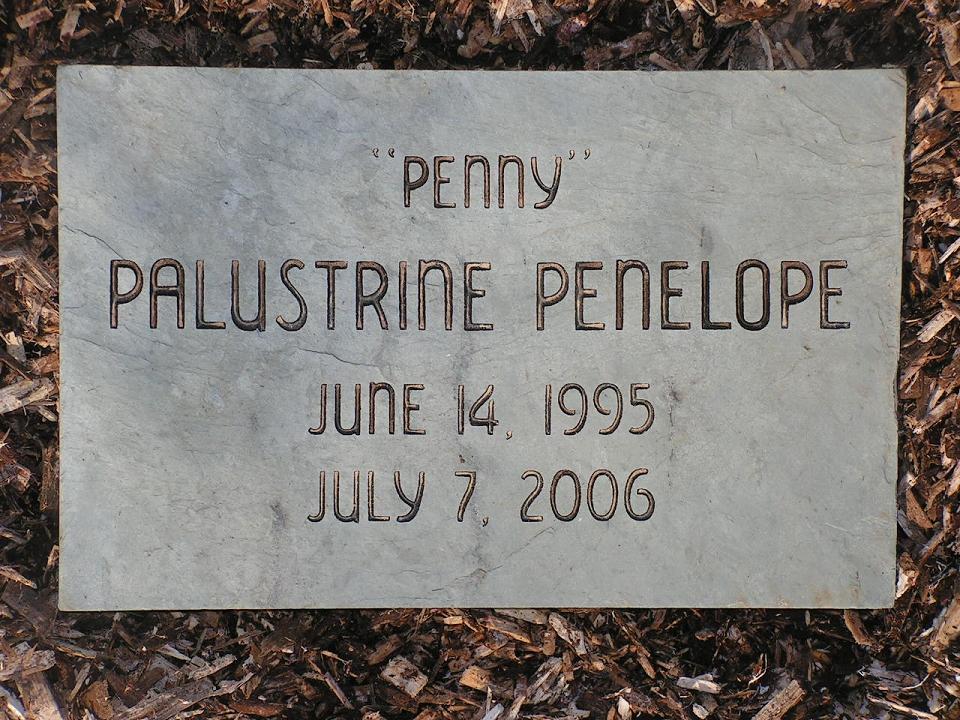 “Penny”
PALUSTRINE PENELOPE
JUNE 14, 1995
JULY 7, 2006